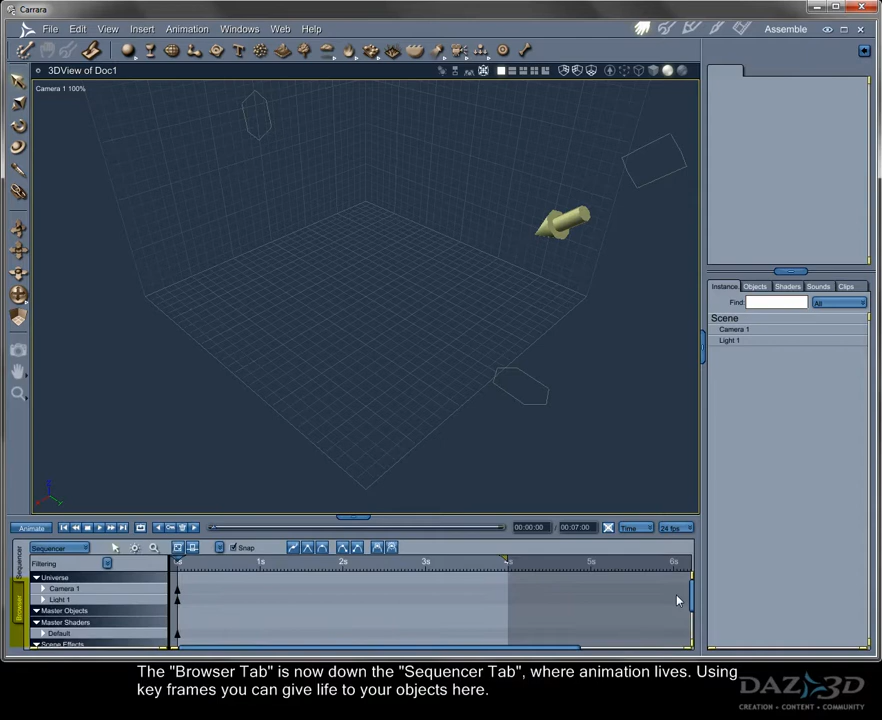 Carrara
File Edit View Insert Animation Windows Web Help
Assemble
3DView of Doc1
Camera 1 100%
Instance Objects Shaders Sounds Clips
Find: All
Scene
Camera 1
Light 1
Z
Animate 00:00:00 / 00:07:00 Time 24 fps
Sequencer Snap
Filtering 1s 2s 3s 4s 5s 6s
Sequencer
Browser
Universe
Camera 1
Light 1
Master Objects
Master Shaders
Default
Scene Effects
The "Browser Tab" is now down the "Sequencer Tab", where animation lives. Using
key frames you can give life to your objects here.
DAZ 3D
CREATION • CONTENT • COMMUNITY